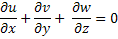 ∂u/∂x + ∂v/∂y + ∂w/∂z = 0